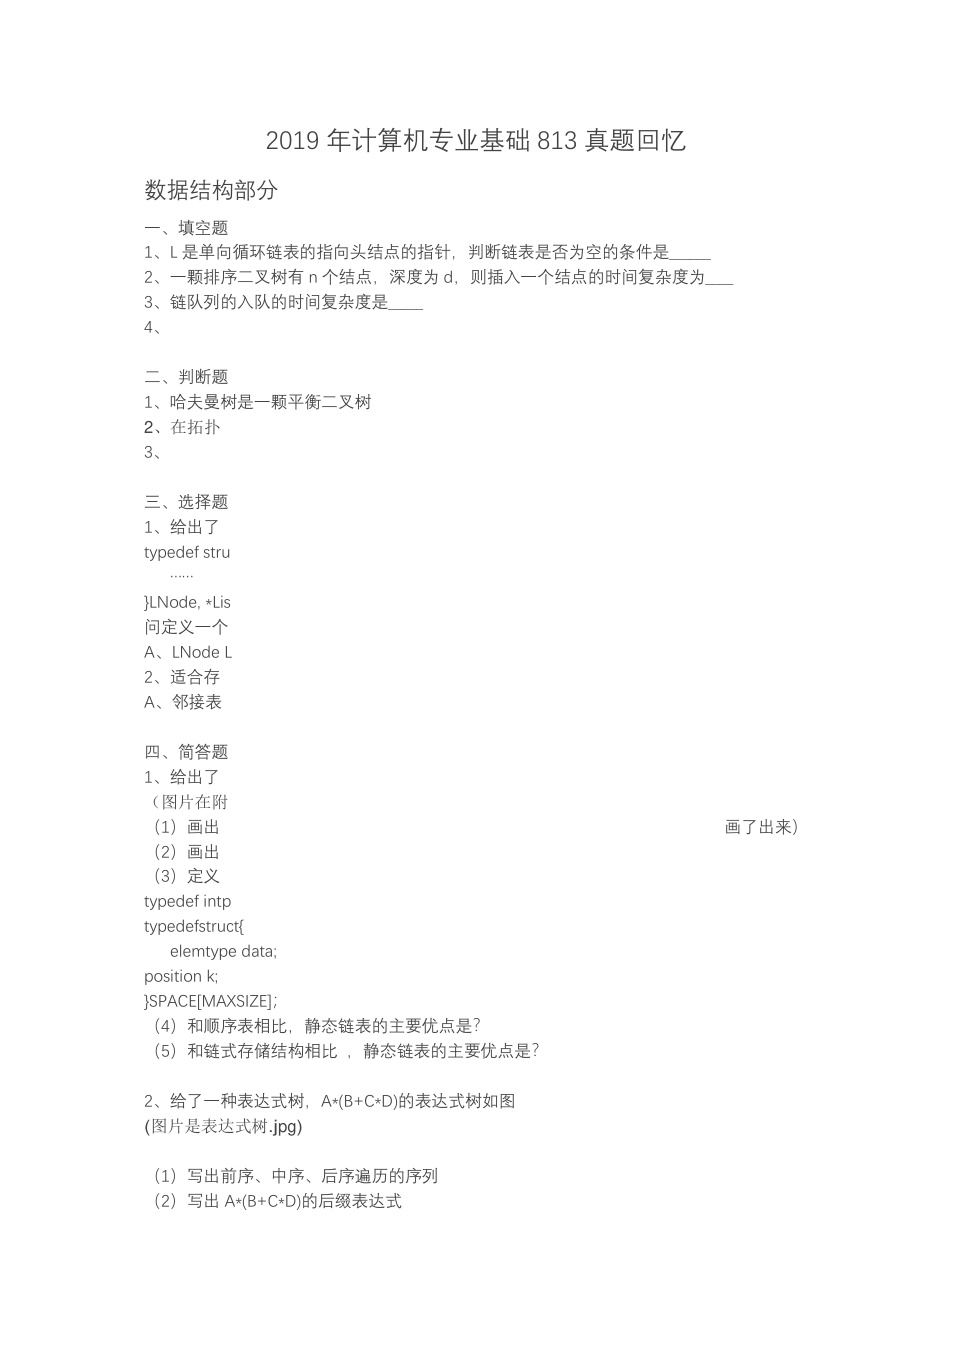 2019 年计算机专业基础 813 真题回忆
数据结构部分
一、填空题
1、L 是单向循环链表的指向头结点的指针，判断链表是否为空的条件是_____
2、一颗排序二叉树有 n 个结点，深度为 d，则插入一个结点的时间复杂度为___
3、链队列的入队的时间复杂度是____
4、
二、判断题
1、哈夫曼树是一颗平衡二叉树
2、在拓扑
3、
三、选择题
1、给出了
typedef stru
……
}LNode, *Lis
问定义一个
A、LNode L
2、适合存
A、邻接表
四、简答题
1、给出了
（图片在附
（1）画出 画了出来）
（2）画出
（3）定义
typedef intp
typedefstruct{
elemtype data;
position k;
}SPACE[MAXSIZE];
（4）和顺序表相比，静态链表的主要优点是？
（5）和链式存储结构相比 ，静态链表的主要优点是？
2、给了一种表达式树，A*(B+C*D)的表达式树如图
(图片是表达式树.jpg)
（1）写出前序、中序、后序遍历的序列
（2）写出 A*(B+C*D)的后缀表达式